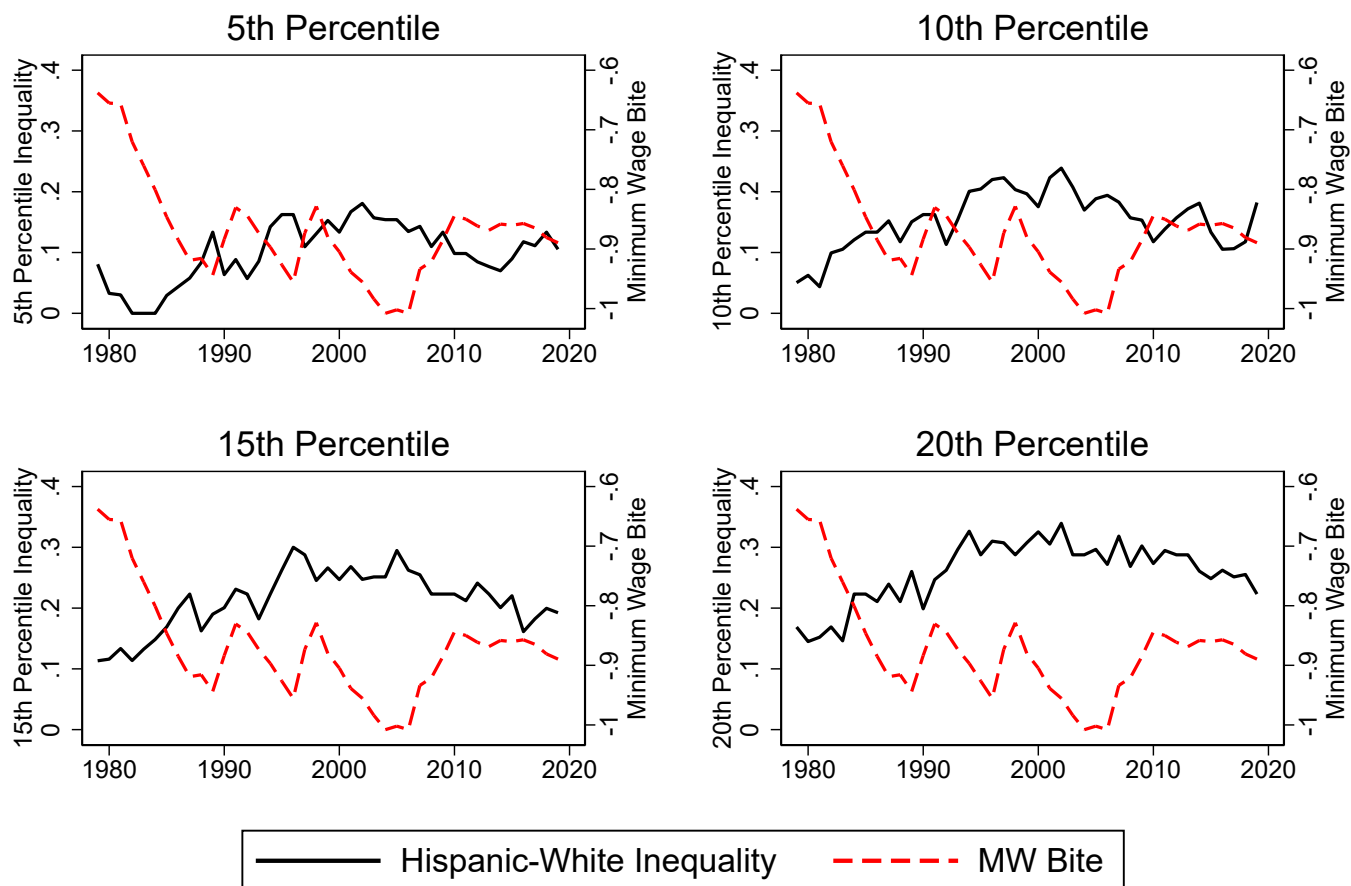 5th Percentile
5th Percentile Inequality
0 .1 .2 .3 .4
-1 -.9 -.8 -.7 -.6
Minimum Wage Bite
1980 1990 2000 2010 2020
10th Percentile
10th Percentile Inequality
0 .1 .2 .3 .4
-1 -.9 -.8 -.7 -.6
Minimum Wage Bite
1980 1990 2000 2010 2020
15th Percentile
15th Percentile Inequality
0 .1 .2 .3 .4
-1 -.9 -.8 -.7 -.6
Minimum Wage Bite
1980 1990 2000 2010 2020
20th Percentile
20th Percentile Inequality
0 .1 .2 .3 .4
-1 -.9 -.8 -.7 -.6
Minimum Wage Bite
1980 1990 2000 2010 2020
Hispanic-White Inequality MW Bite